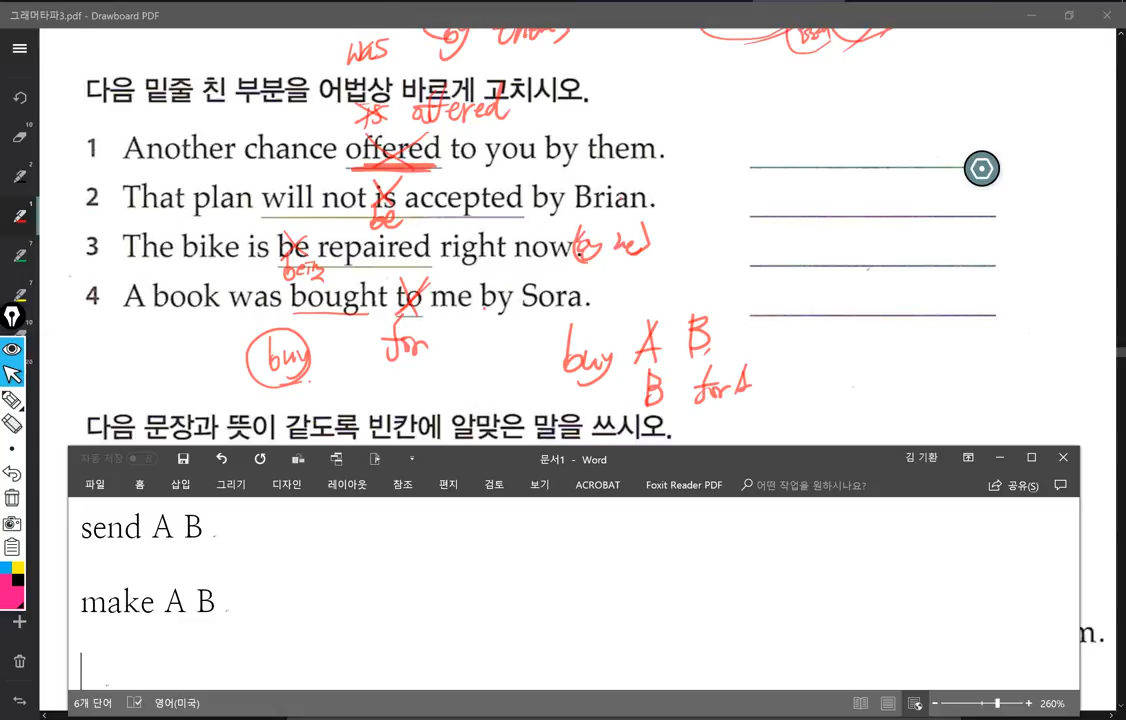 그래머타파3.pdf - Drawboard PDF
by them
was
다음 밑줄 친 부분을 어법상 바르게 고치시오.
is offered
1 Another chance offered to you by them.
2 That plan will not is accepted by Brian.
be
3 The bike is be repaired right now.
being
4 A book was bought to me by Sora.
buy
for
buy A B
B for A
다음 문장과 뜻이 같도록 빈칸에 알맞은 말을 쓰시오.
자동 저장
문서1 - Word
김 기환
파일 홈 삽입 그리기 디자인 레이아웃 참조 편지 검토 보기 ACROBAT Foxit Reader PDF 어떤 작업을 원하시나요? 공유(S)
send A B
make A B
m.
6개 단어 영어(미국) 260%